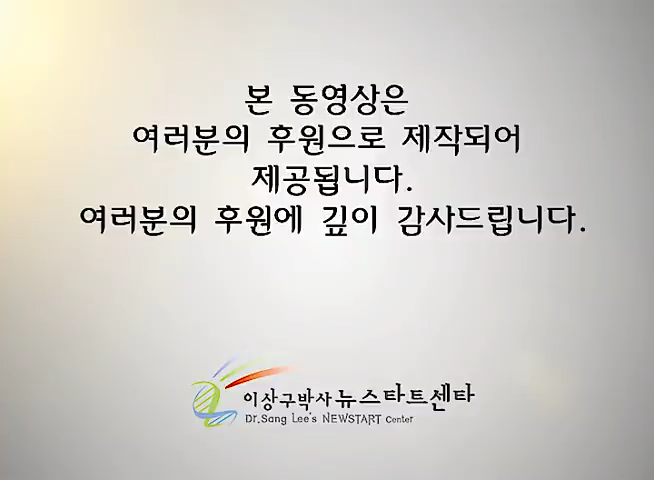 본 동영상은
여러분의 후원으로 제작되어
제공됩니다.
여러분의 후원에 깊이 감사드립니다.
이상구박사 뉴스타트센타
Dr.Sang Lee's NEWSTART Center